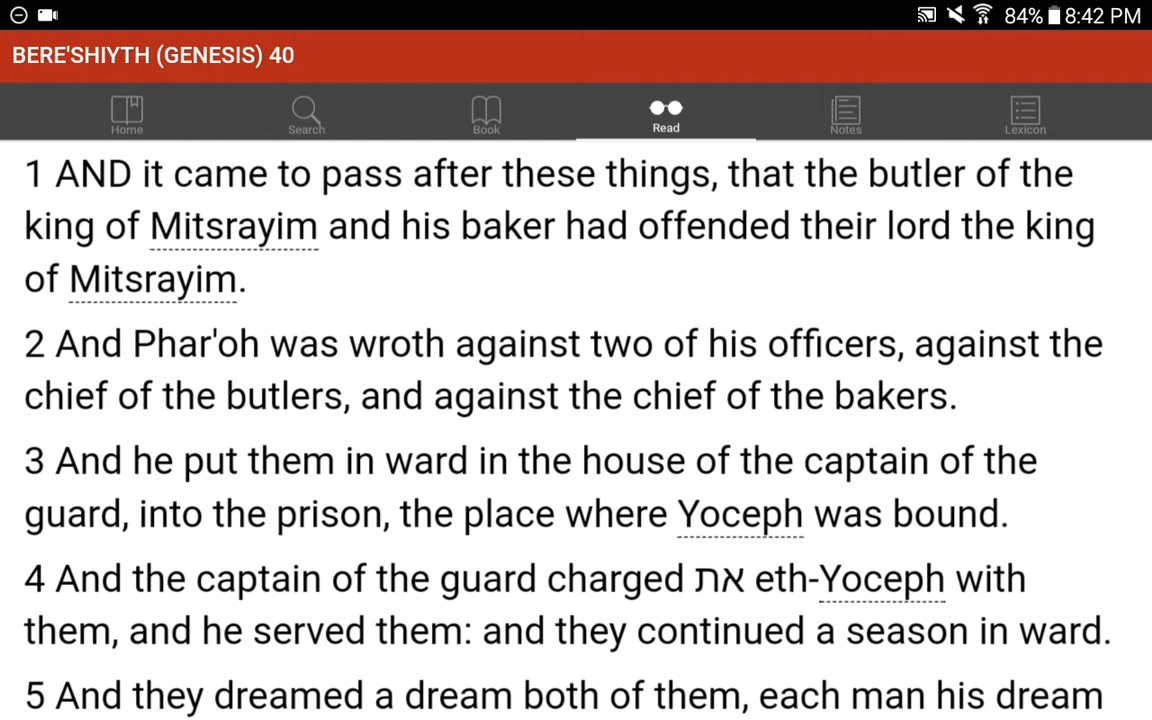 84% 8:42 PM
BERE'SHIYTH (GENESIS) 40
Home Search Book Read Notes Lexicon
1 AND it came to pass after these things, that the butler of the
king of Mitsrayim and his baker had offended their lord the king
of Mitsrayim.
2 And Phar'oh was wroth against two of his officers, against the
chief of the butlers, and against the chief of the bakers.
3 And he put them in ward in the house of the captain of the
guard, into the prison, the place where Yoceph was bound.
4 And the captain of the guard charged את eth-Yoceph with
them, and he served them: and they continued a season in ward.
5 And they dreamed a dream both of them, each man his dream